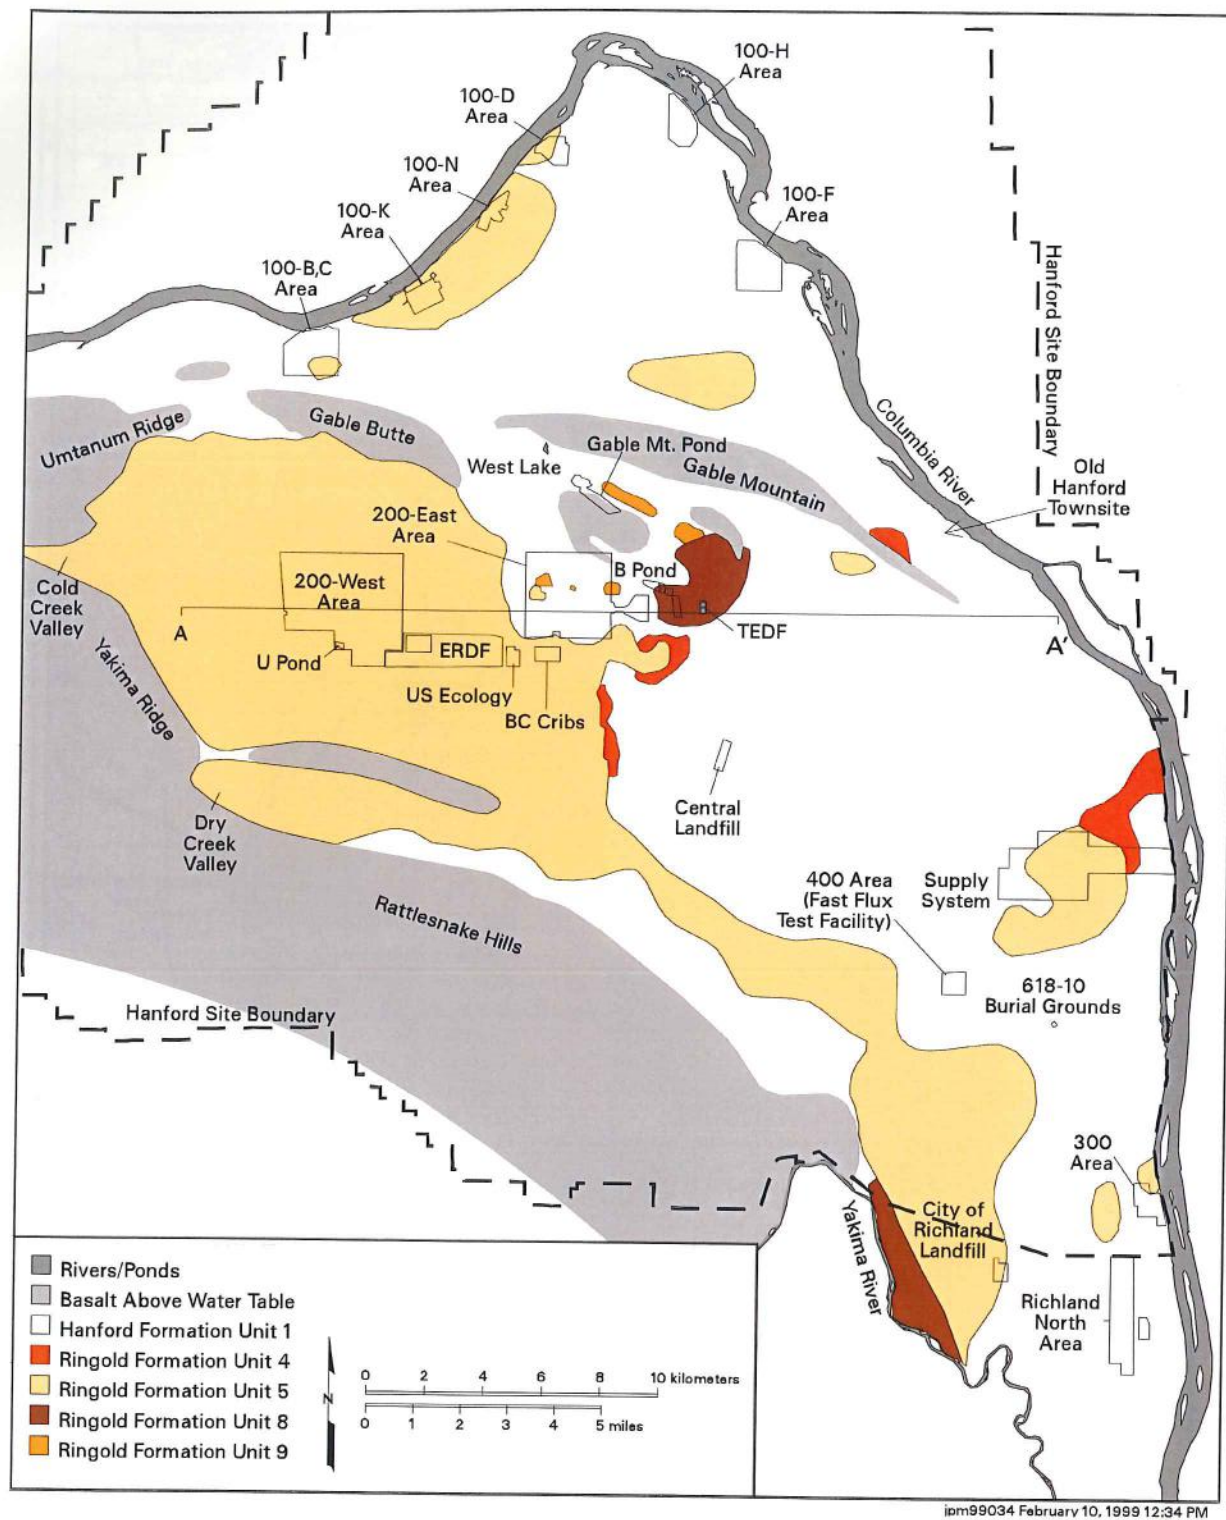 100-H
Area
100-D
Area
100-N
Area
100-K
Area
100-F
Area
100-B,C
Area
Hanford Site Boundary
Columbia River
Umtanum Ridge
Gable Butte
Gable Mt. Pond
West Lake
Gable Mountain
Old
Hanford
Townsite
200-East
Area
B Pond
200-West
Area
Cold
Creek
Valley
A
TEDF
A'
U Pond
ERDF
US Ecology
BC Cribs
Yakima Ridge
Central
Landfill
Dry
Creek
Valley
400 Area
(Fast Flux
Test Facility)
Supply
System
Rattlesnake Hills
618-10
Burial Grounds
Hanford Site Boundary
300
Area
City of
Richland
Landfill
Yakima River
Richland
North
Area
Rivers/Ponds
Basalt Above Water Table
Hanford Formation Unit 1
Ringold Formation Unit 4
Ringold Formation Unit 5
Ringold Formation Unit 8
Ringold Formation Unit 9
N
0 2 4 6 8 10 kilometers
0 1 2 3 4 5 miles
jpm99034 February 10, 1999 12:34 PM